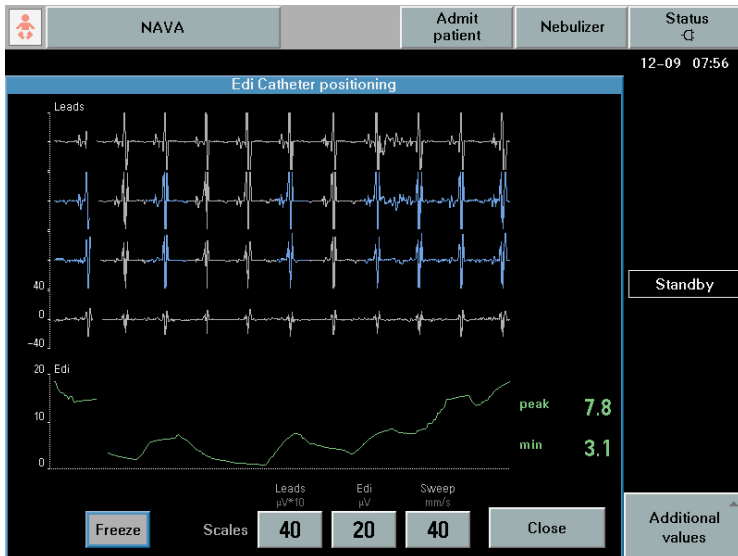 NAVA
Admit
patient
Nebulizer
Status
12-09 07:56
Edi Catheter positioning
Leads
40
0
-40
Standby
20 Edi
10
0
peak 7.8
min 3.1
Leads Edi Sweep
µV*10 µV mm/s
Freeze Scales 40 20 40 Close
Additional
values